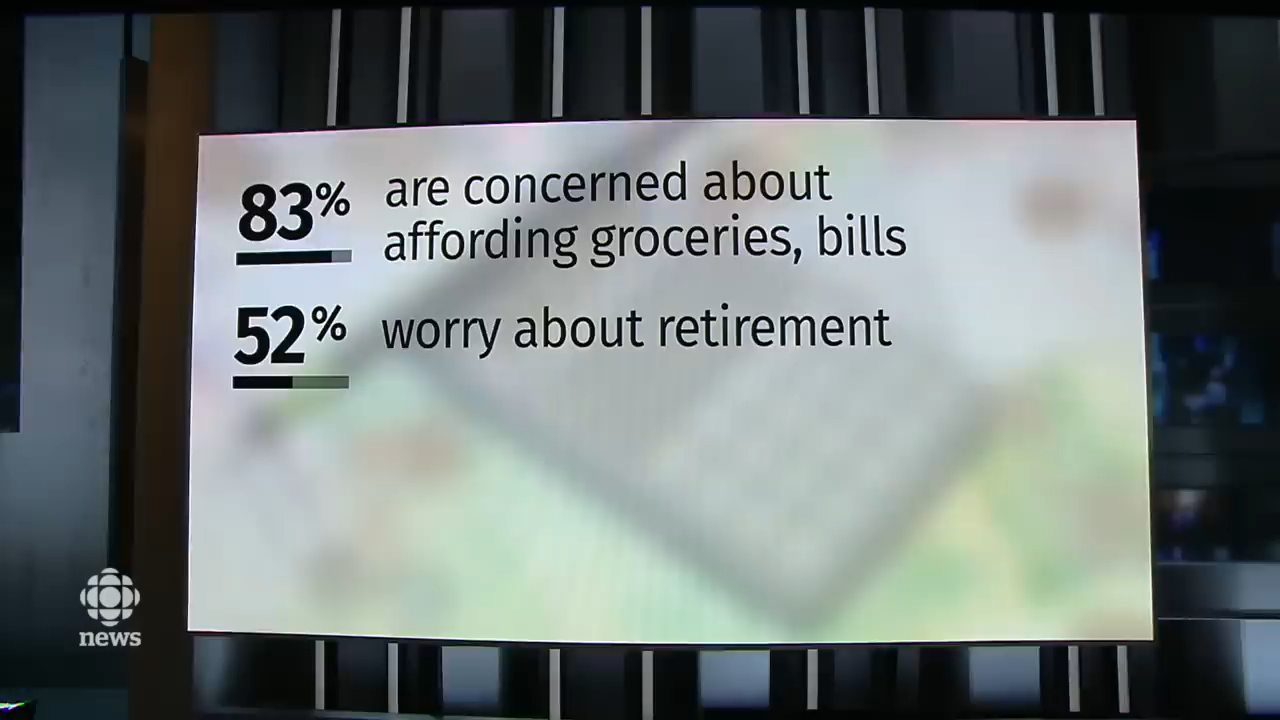 83% are concerned about
affording groceries, bills
52% worry about retirement
news